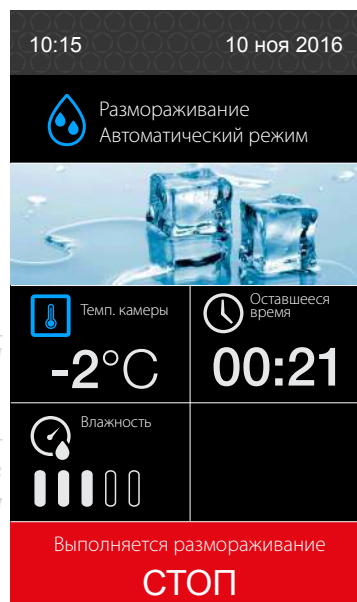 10:15 10 ноя 2016
Размораживание
Автоматический режим
Темп. камеры
-2°C
Оставшееся
время
00:21
Влажность
Выполняется размораживание
СТОП